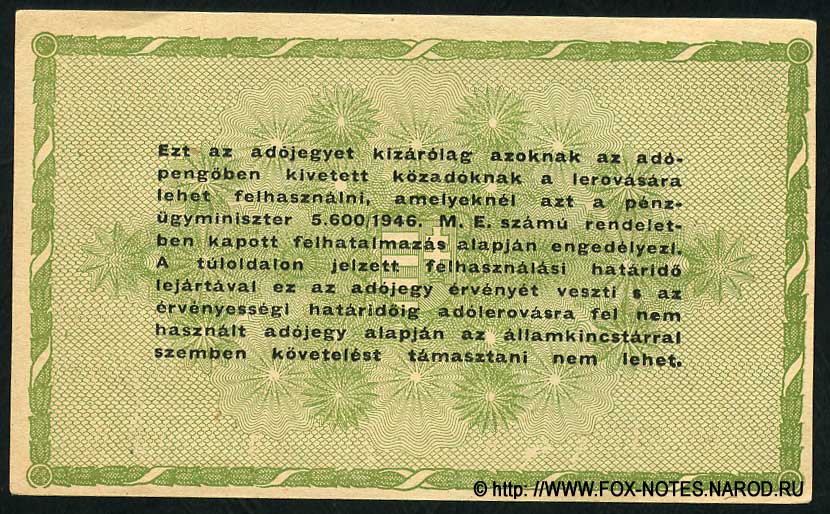 Ezt az adójegyet kizárólag azoknak az adó-
pengőben kivetett közadóknak a lerovására
lehet felhasználni, amelyeknél azt a pénz-
ügyminiszter 5.600/1946. M. E. számú rendelet-
ben kapott felhatalmazás alapján engedélyezi.
A túloldalon jelzett felhasználási határidő
lejártával ez az adójegy érvényét veszti s az
érvényességi határidőig adólerovásra fel nem
használt adójegy alapján az államkincstárral
szemben követelést támasztani nem lehet.
© http: //WWW.FOX-NOTES.NAROD.RU